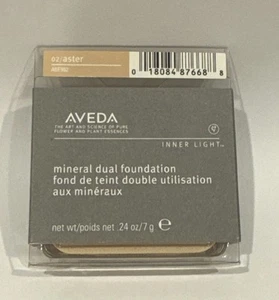 02/aster
0 18084 87668 8
AVEDA
THE ART AND SCIENCE OF PURE
FLOWER AND PLANT ESSENCES
INNER LIGHT™
mineral dual foundation
fond de teint double utilisation
aux minéraux
net wt/poids net .24 oz/7 g ℮